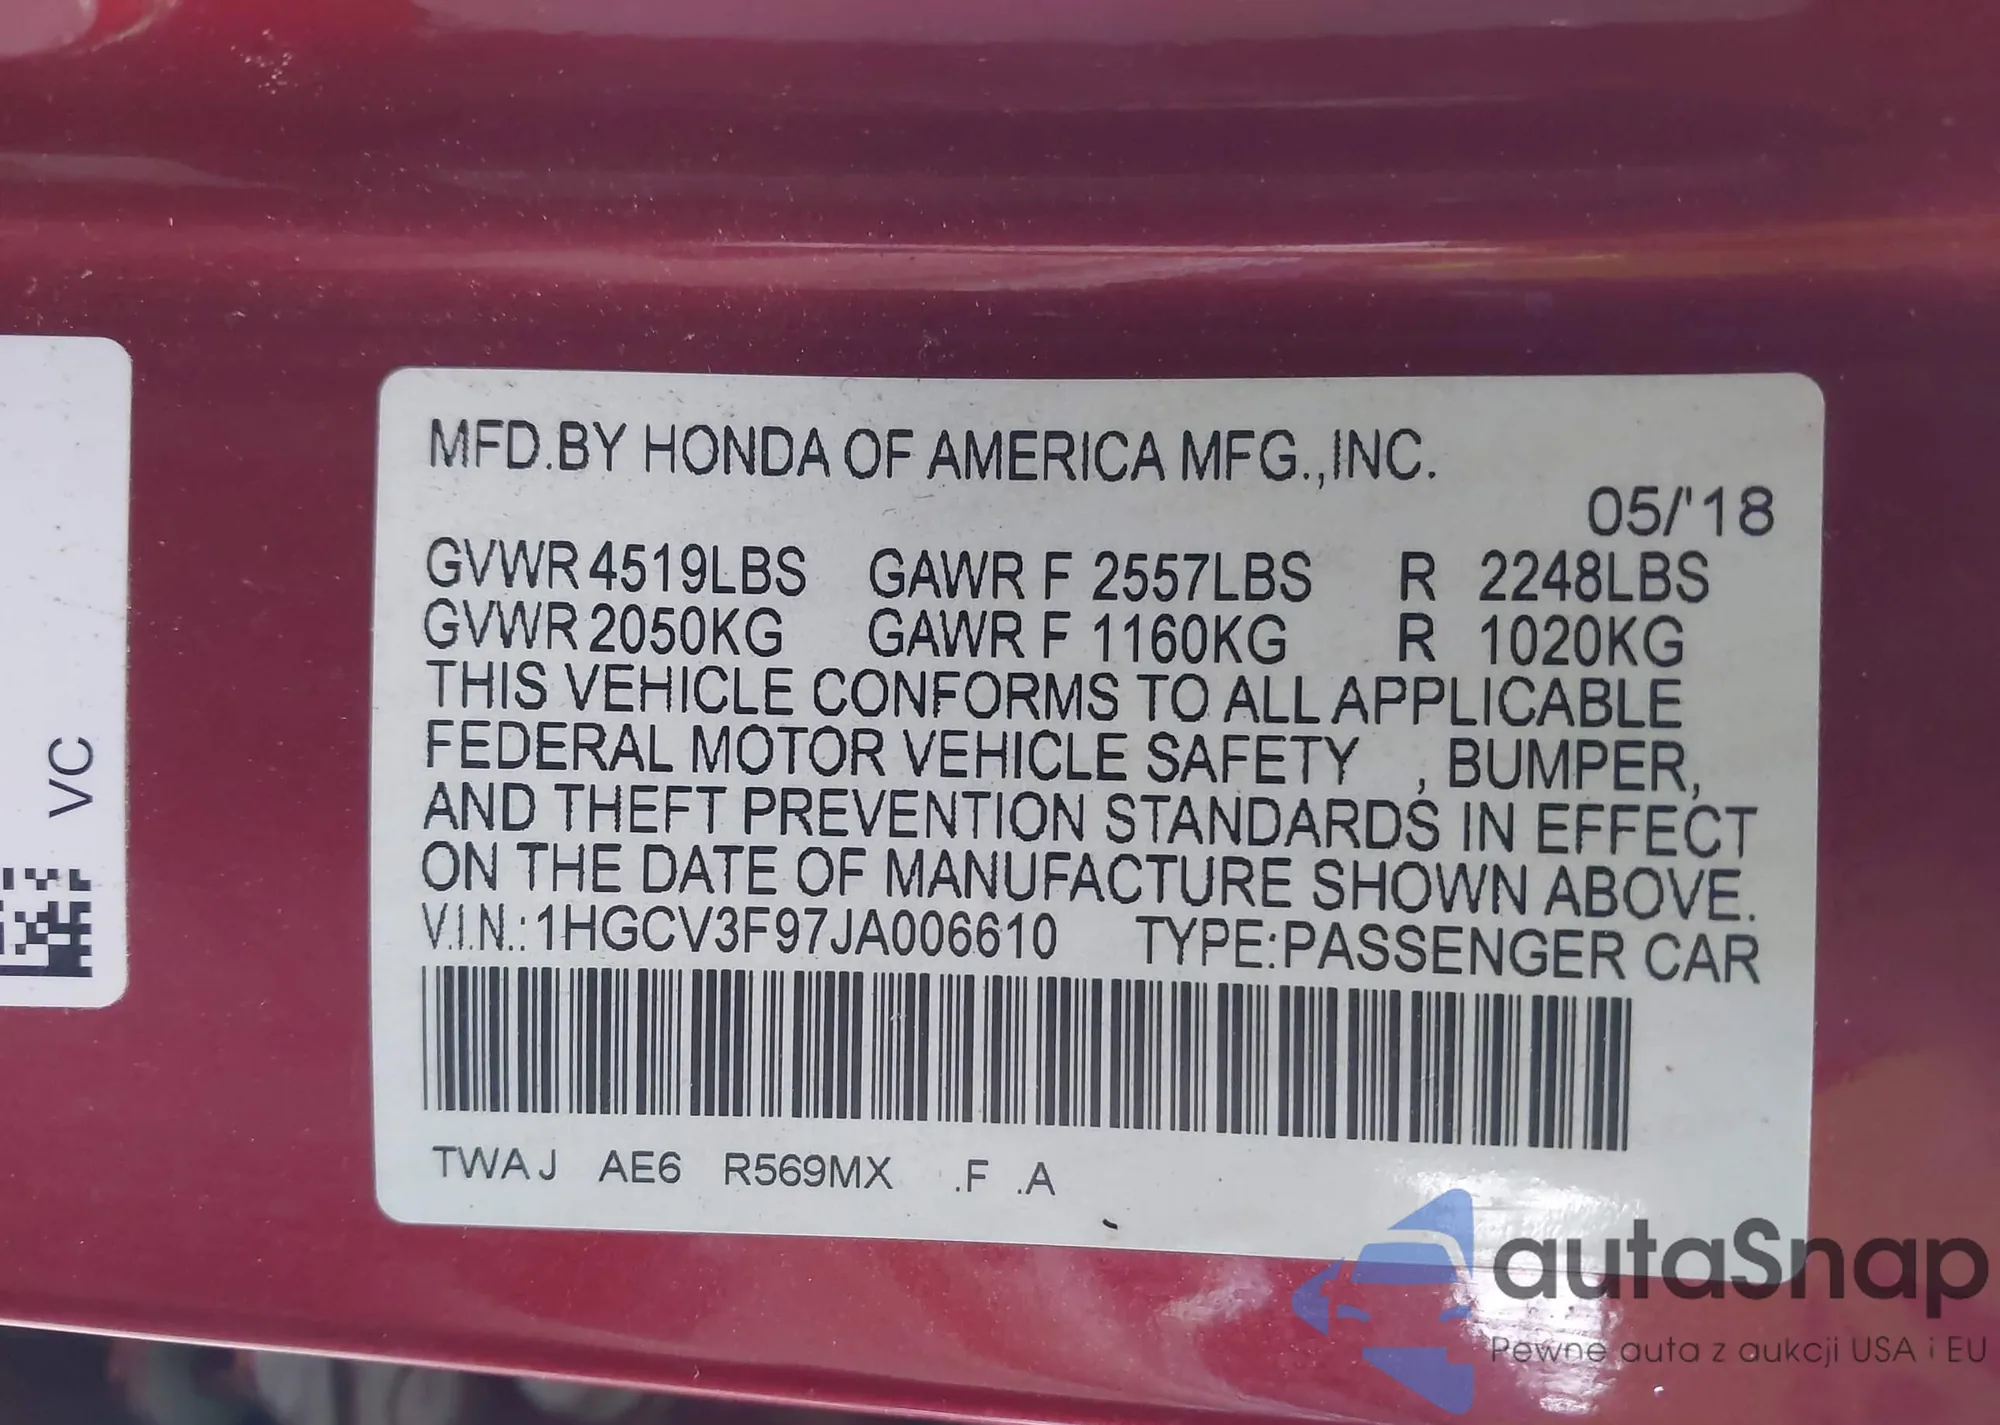 MFD.BY HONDA OF AMERICA MFG.,INC.
05/'18
GVWR 4519LBS GAWR F 2557LBS R 2248LBS
GVWR 2050KG GAWR F 1160KG R 1020KG
THIS VEHICLE CONFORMS TO ALL APPLICABLE
FEDERAL MOTOR VEHICLE SAFETY , BUMPER,
AND THEFT PREVENTION STANDARDS IN EFFECT
ON THE DATE OF MANUFACTURE SHOWN ABOVE.
V.I.N.: 1HGCV3F97JA006610 TYPE:PASSENGER CAR
TWAJ AE6 R569MX .F .A
VC
autaSnap
Pewne auta z aukcji USA i EU